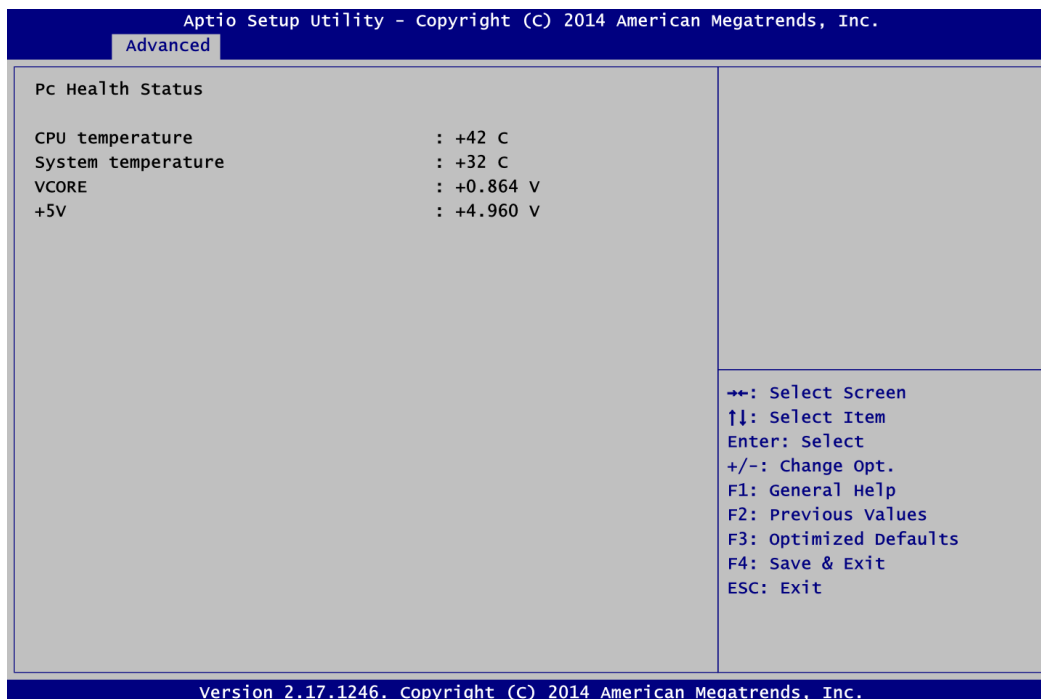 Aptio Setup Utility - Copyright (C) 2014 American Megatrends, Inc.
Advanced
Pc Health Status
CPU temperature : +42 C
System temperature : +32 C
VCORE : +0.864 V
+5V : +4.960 V
→←: Select Screen
↑↓: Select Item
Enter: Select
+/-: Change Opt.
F1: General Help
F2: Previous Values
F3: Optimized Defaults
F4: Save & Exit
ESC: Exit
Version 2.17.1246. Copyright (C) 2014 American Megatrends, Inc.